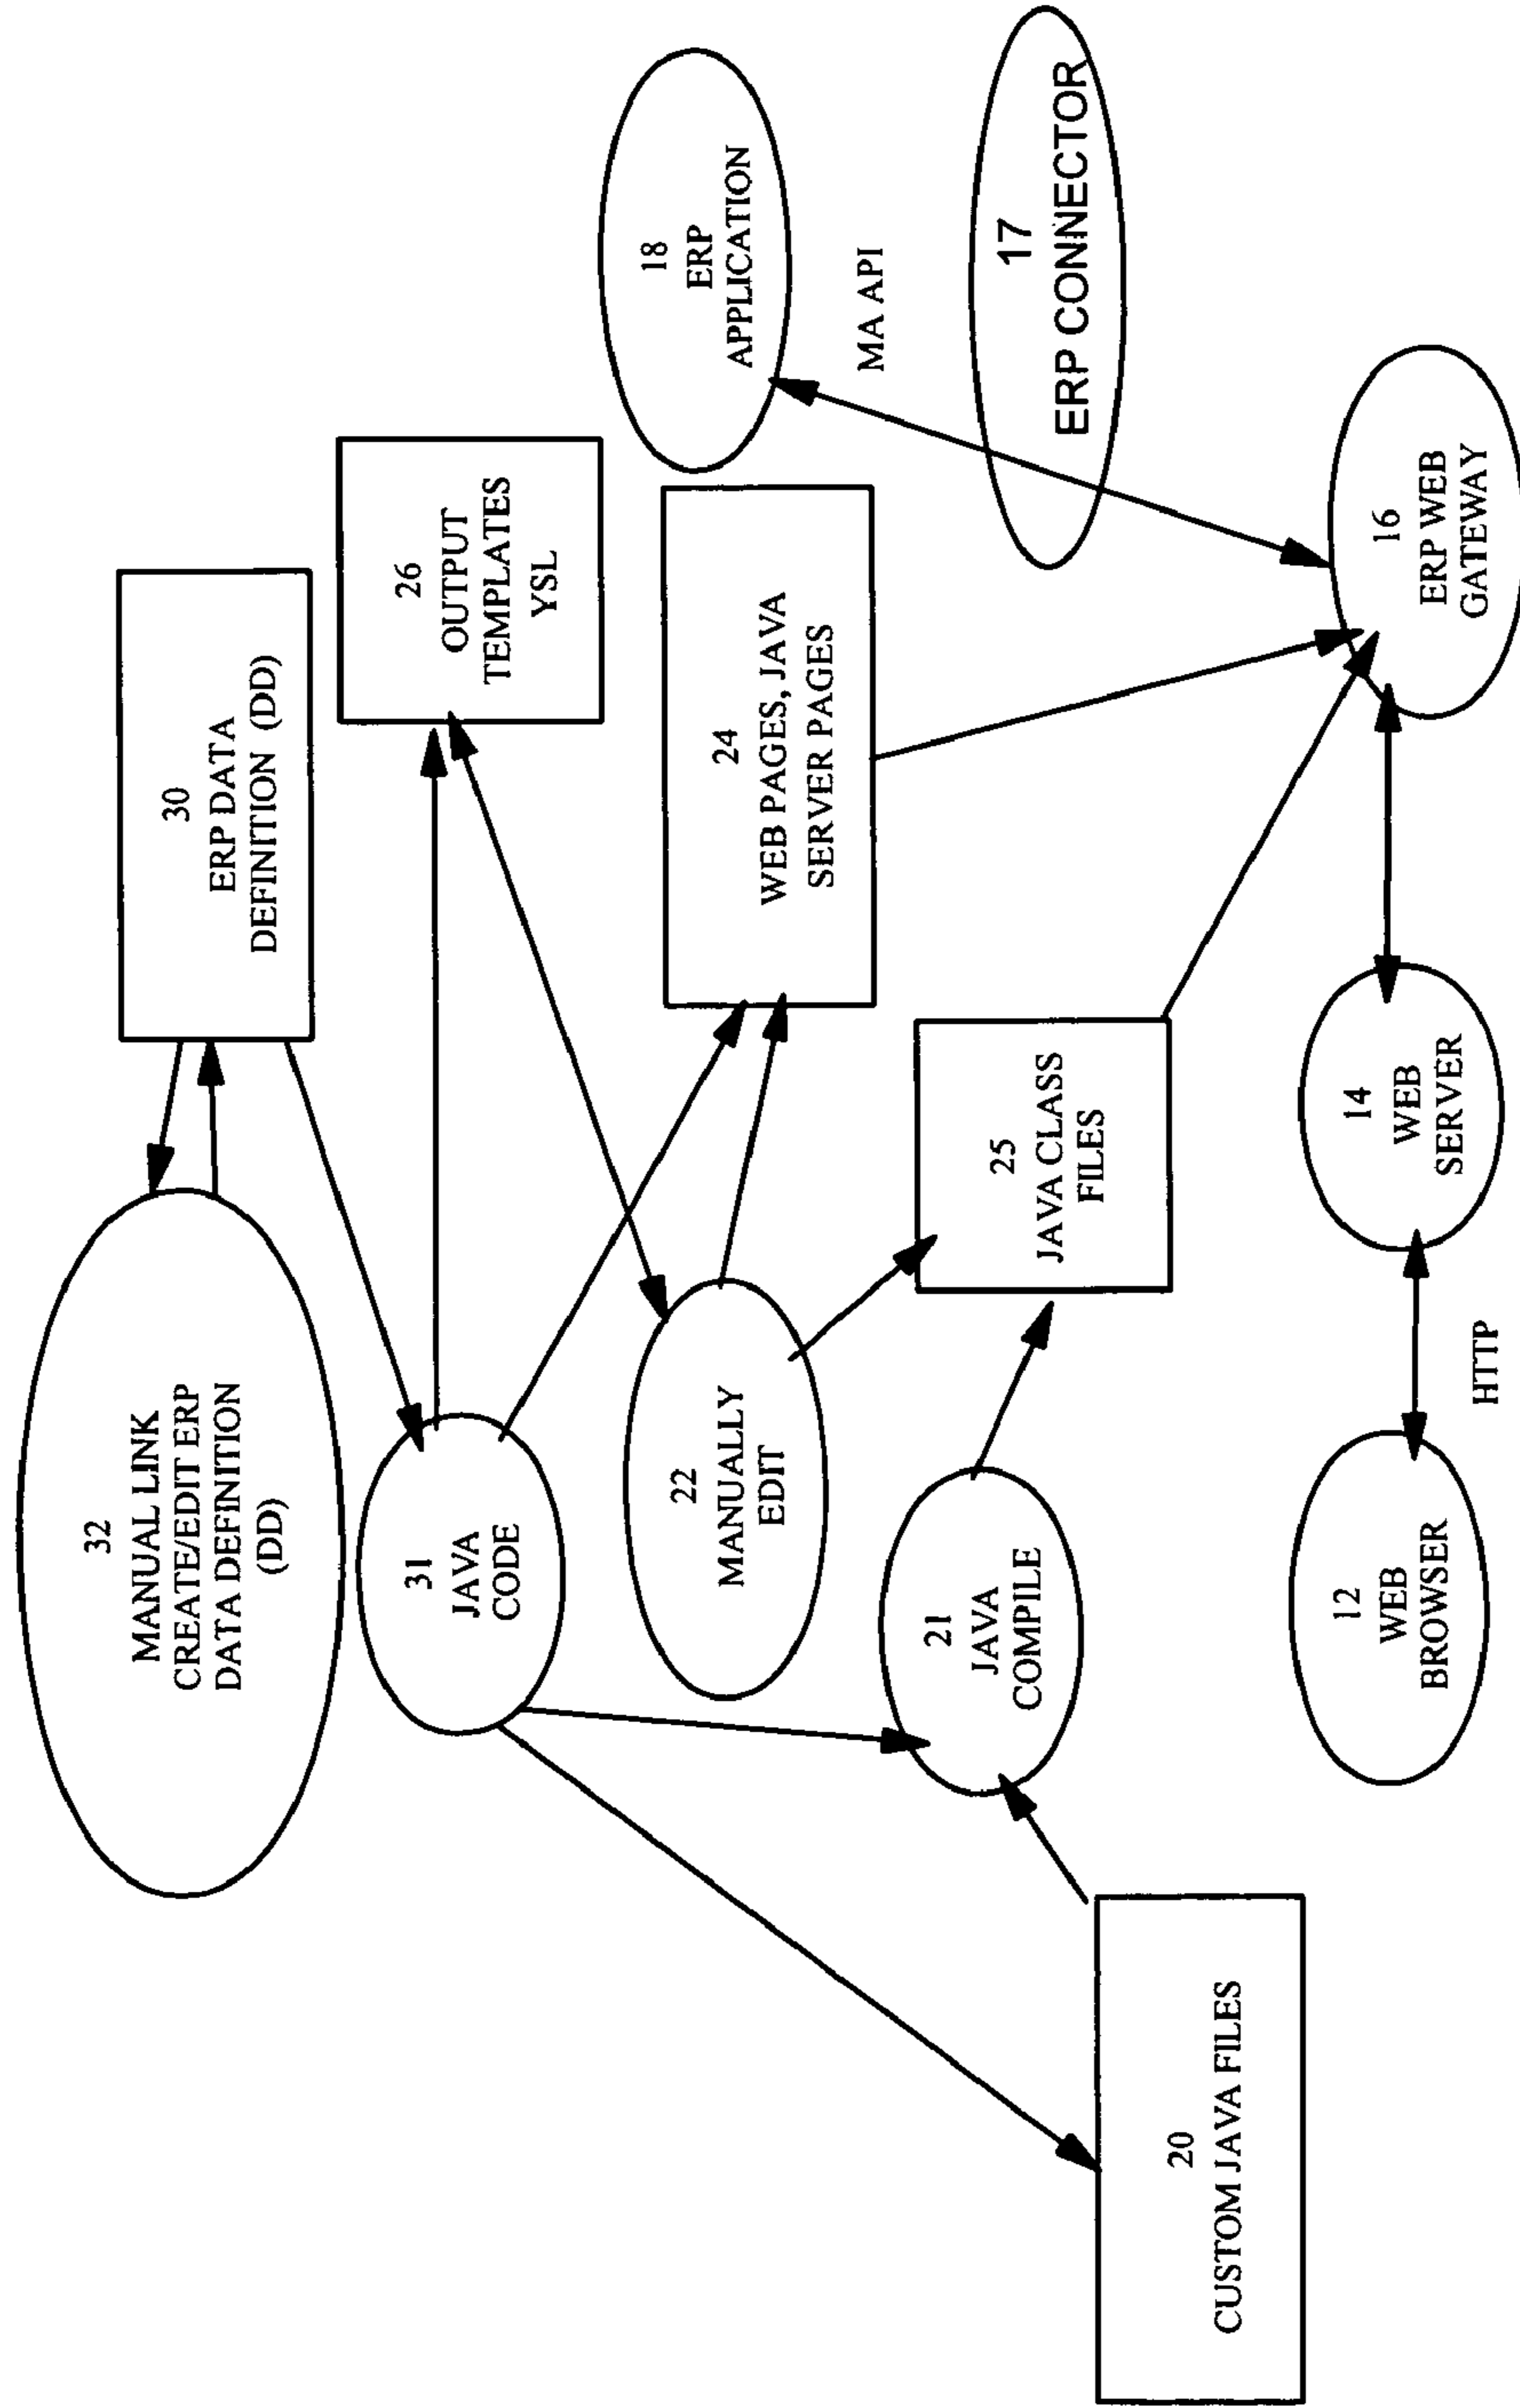 32
MANUAL LINK
CREATE/EDIT ERP
DATA DEFINITION
(DD)
30
ERP DATA
DEFINITION (DD)
31
JAVA
CODE
26
OUTPUT
TEMPLATES
YSL
22
MANUALLY
EDIT
24
WEB PAGES, JAVA
SERVER PAGES
18
ERP
APPLICATION
MA API
21
JAVA
COMPILE
25
JAVA CLASS
FILES
17
ERP CONNECTOR
20
CUSTOM JAVA FILES
12
WEB
BROWSER
HTTP
14
WEB
SERVER
16
ERP WEB
GATEWAY